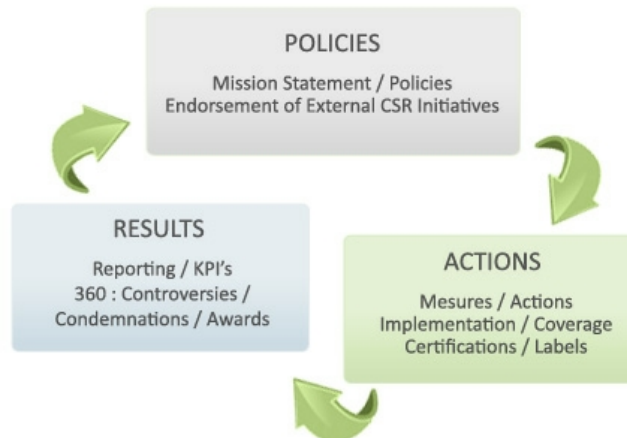 POLICIES
Mission Statement / Policies
Endorsement of External CSR Initiatives
RESULTS
Reporting / KPI's
360 : Controversies /
Condemnations / Awards
ACTIONS
Mesures / Actions
Implementation / Coverage
Certifications / Labels